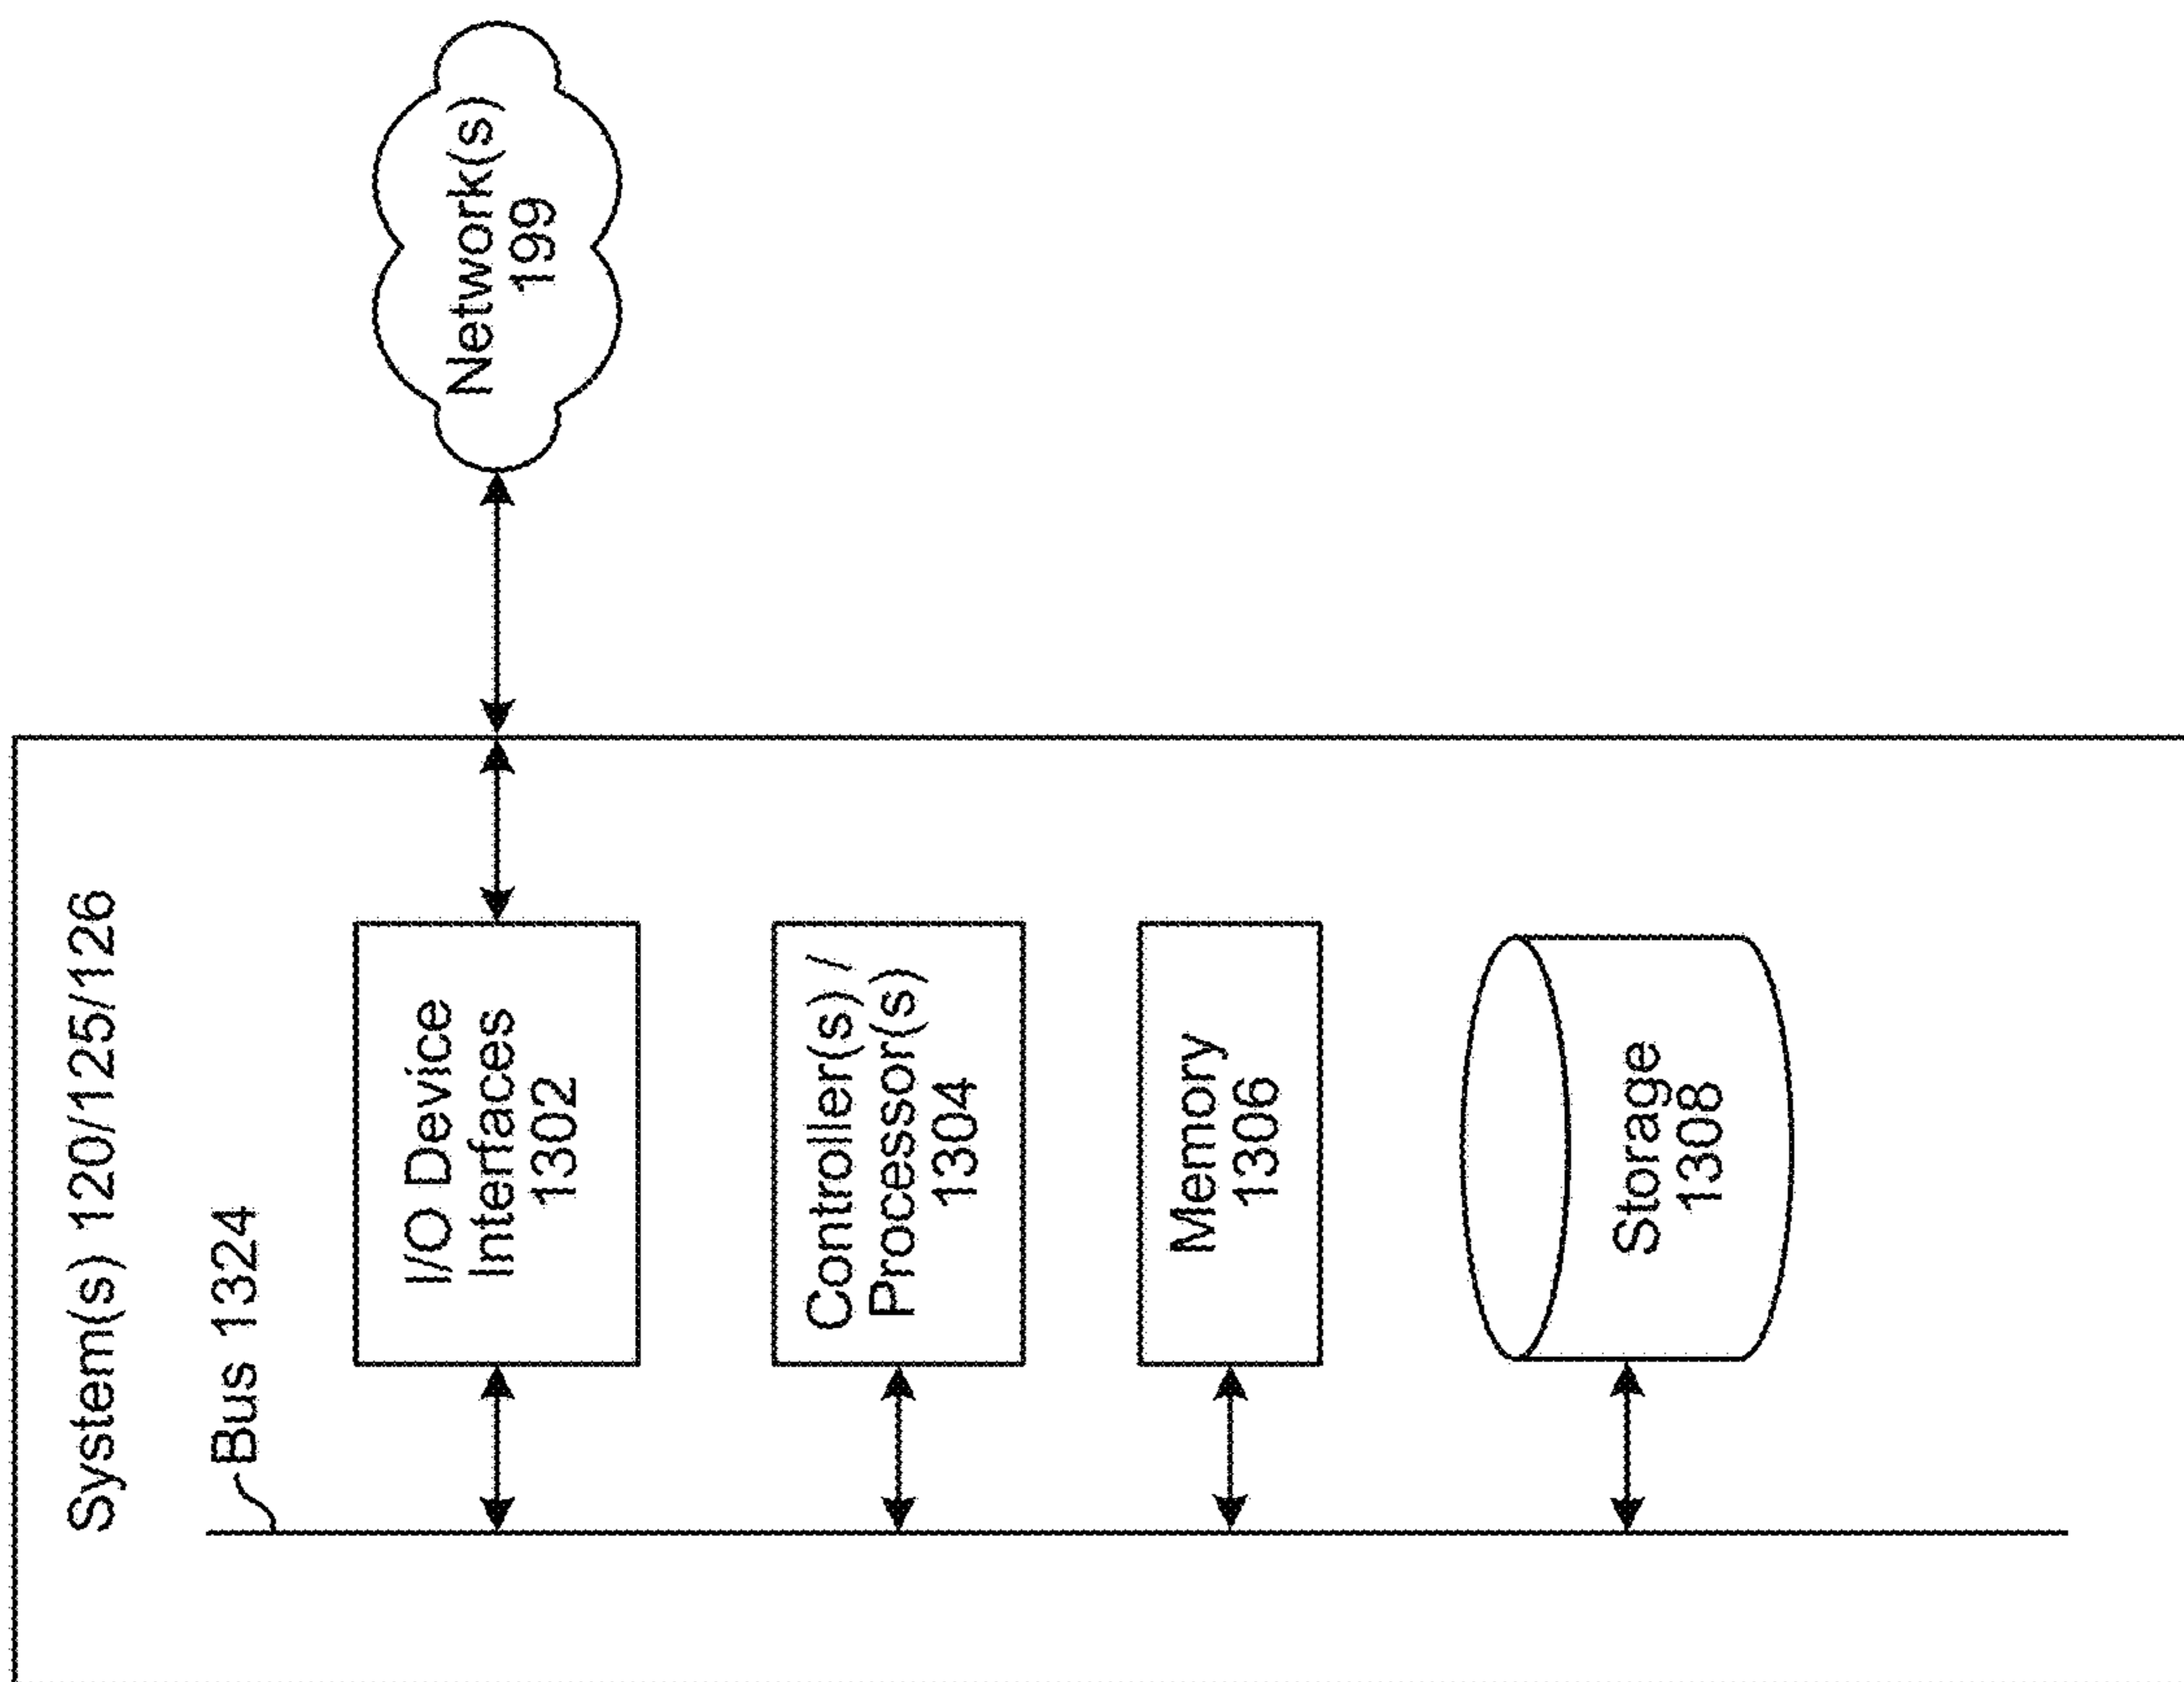 System(s) 120/125/126
Bus 1324
I/O Device
Interfaces
1302
Network(s)
199
Controller(s) /
Processor(s)
1304
Memory
1306
Storage
1308